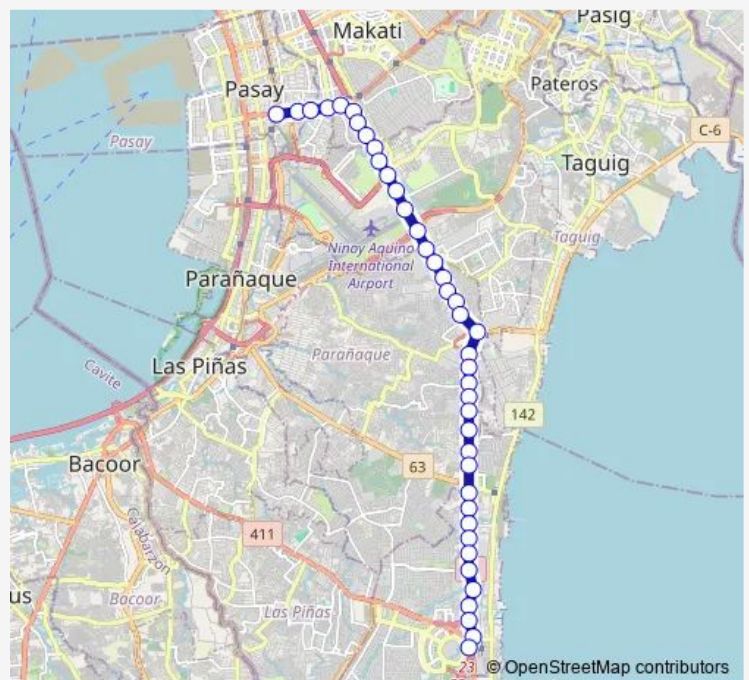 Makati
Pasig
Pasay
Pateros
Pasay
C-6
Taguig
Ninoy Aquino
International
Airport
Taguig
Parañaque
Parañaque
Cavite
Las Piñas
142
Bacoor
63
Calabarzon
411
us
Bacoor
Las Piñas
23
© OpenStreetMap contributors